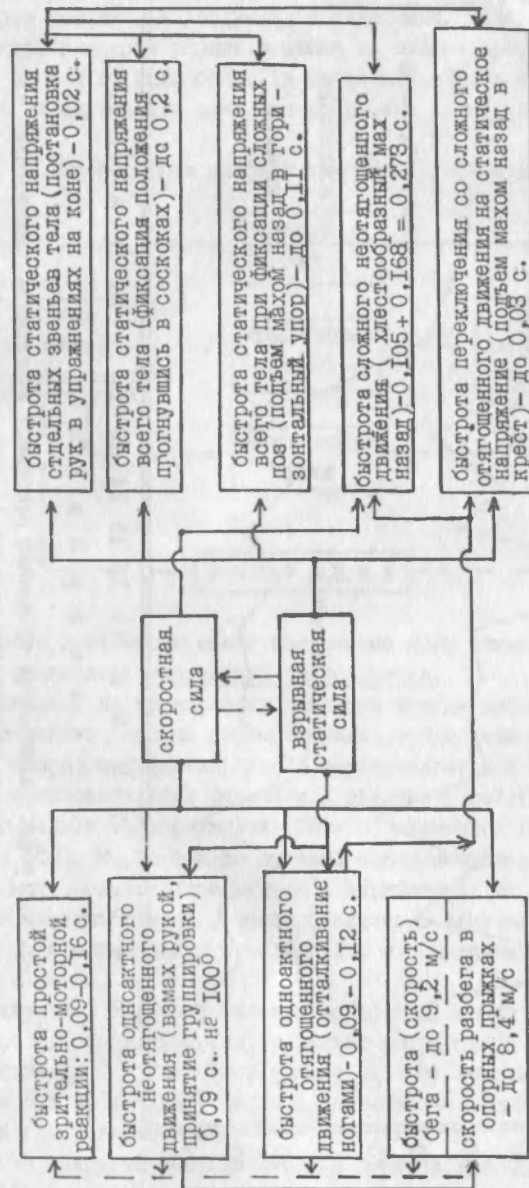 быстрота простой
зрительно-моторной
реакции: 0,09-0,16 с.
быстрота одноактного
неотягощенного
движения (взмах рукой,
принятие группировки)
0,09 с. на 100°
быстрота одноактного
отягощенного
движения (отталкивание
ногами) 0,09 - 0,12.
быстрота (скорость)
бега - до 9,2 м/с
скорость разбега в
опорных прыжках
- до 8,4 м/с
скоростная
сила
взрывная
статическая
сила
быстрота статического напряжения
отдельных звеньев тела (постановка
рук в упражнениях на коне)-0,02 с.
быстрота статического напряжения
всего тела (фиксация положения
прогнувшись в соскоках)-до 0,2 с.
быстрота статического напряжения
всего тела при фиксации сложных
поз (подъем махом назад в гори-
зонтальный упор)- до 0,11 с.
быстрота сложного неотягощенного
движения (хлестообразный мах
назад)-0,105 + 0,168 = 0,273 с.
быстрота переключения со сложного
отягощенного движения на статическое
напряжение (подъем махом назад в
крест)- до 0,03 с.